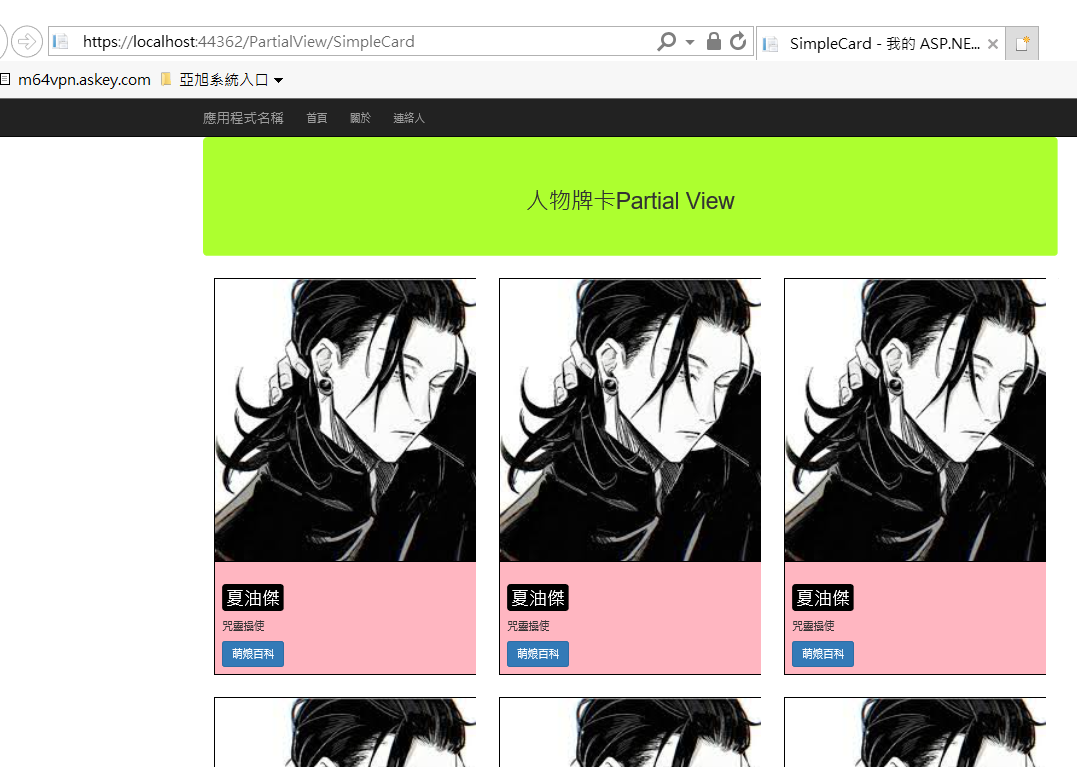 https://localhost:44362/PartialView/SimpleCard
SimpleCard - 我的 ASP.NE...
m64vpn.askey.com 亞旭系統入口
應用程式名稱 首頁 關於 連絡人
人物牌卡Partial View
夏油傑 夏油傑 夏油傑
咒靈操使 咒靈操使 咒靈操使
萌娘百科 萌娘百科 萌娘百科